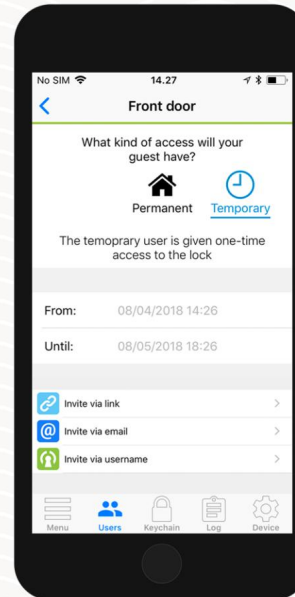 No SIM 14.27
Front door
What kind of access will your
guest have?
Permanent Temporary
The temoprary user is given one-time
access to the lock
From: 08/04/2018 14:26
Until: 08/05/2018 18:26
Invite via link
Invite via email
Invite via username
Menu Users Keychain Log Device